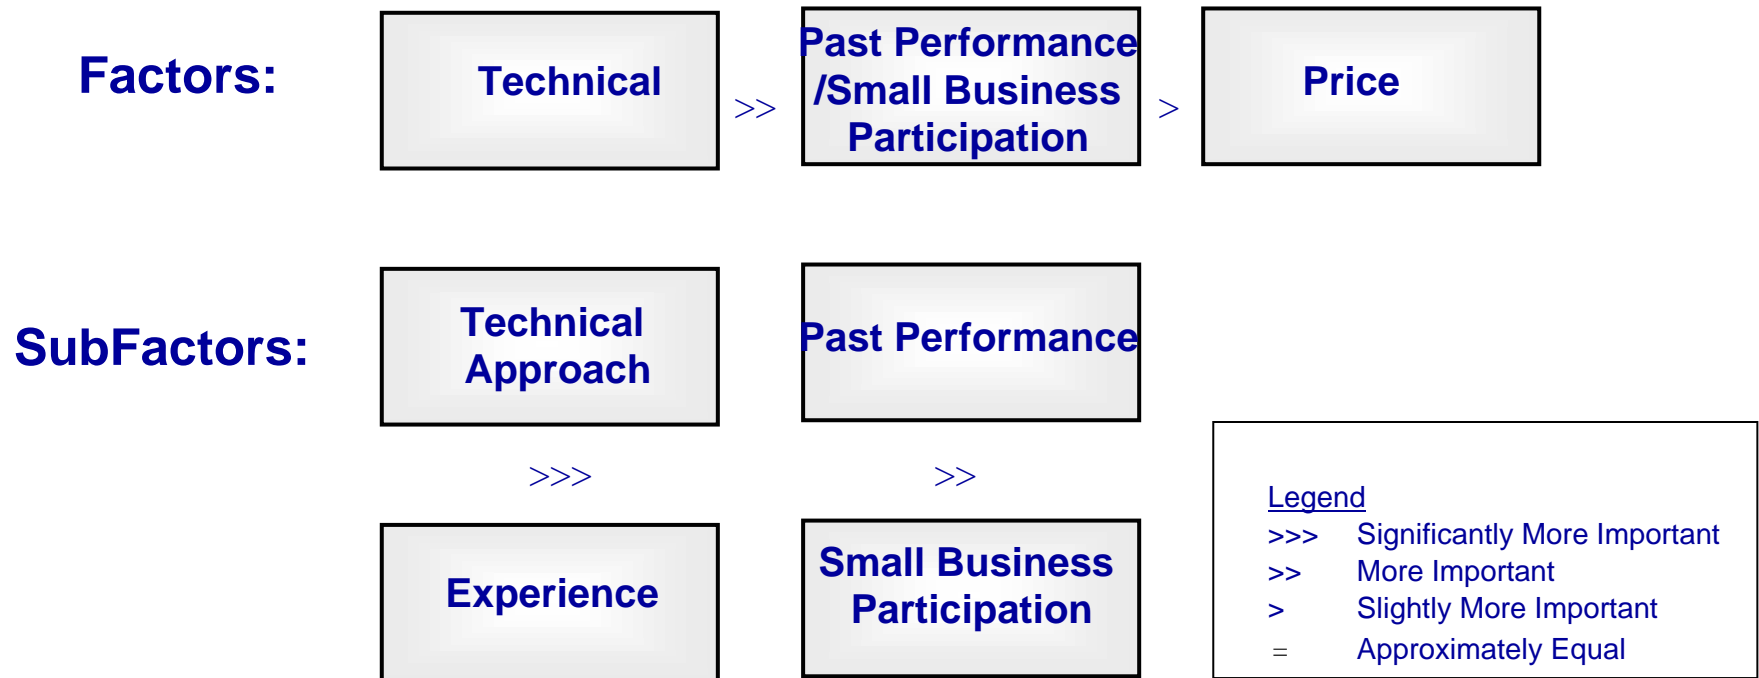 Factors:
Technical
>>
Past Performance
/Small Business
Participation
>
Price
SubFactors:
Technical
Approach
Past Performance
>>>
>>
Experience
Small Business
Participation
Legend
>>> Significantly More Important
>> More Important
> Slightly More Important
= Approximately Equal